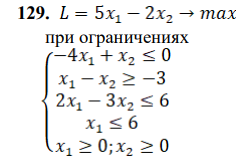 129. L = 5x₁ − 2x₂ → max
при ограничениях
−4x₁ + x₂ ≤ 0
x₁ − x₂ ≥ −3
2x₁ − 3x₂ ≤ 6
x₁ ≤ 6
x₁ ≥ 0; x₂ ≥ 0